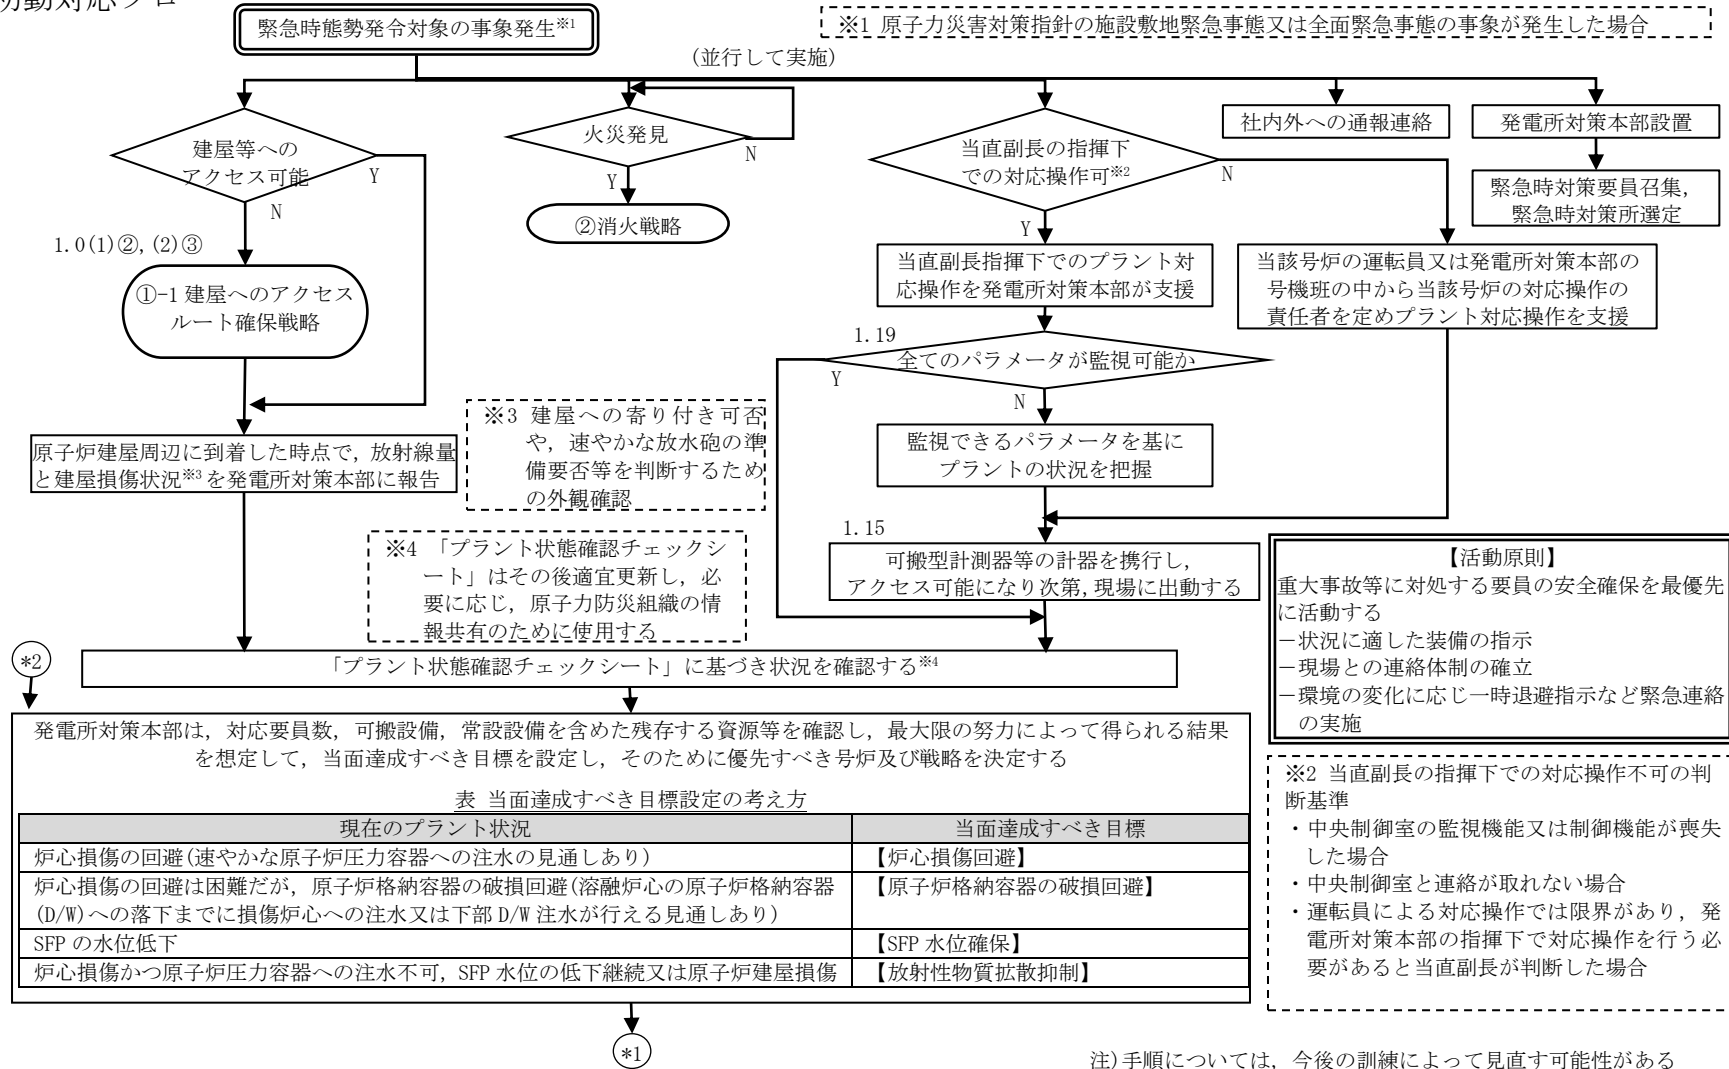 初動対応フロー
緊急時態勢発令対象の事象発生※1
※1 原子力災害対策指針の施設敷地緊急事態又は全面緊急事態の事象が発生した場合
(並行して実施)
建屋等への
アクセス可能
Y
N
火災発見
N
Y
②消火戦略
当直副長の指揮下
での対応操作可※2
N
Y
社内外への通報連絡
発電所対策本部設置
緊急時対策要員召集,
緊急時対策所選定
1.0(1)②,(2)③
①-1 建屋へのアクセス
ルート確保戦略
当直副長指揮下でのプラント対
応操作を発電所対策本部が支援
当該号炉の運転員又は発電所対策本部の
号機班の中から当該号炉の対応操作の
責任者を定めプラント対応操作を支援
1.19
全てのパラメータが監視可能か
Y
N
監視できるパラメータを基に
プラントの状況を把握
※3 建屋への寄り付き可否
や，速やかな放水砲の準
備要否等を判断するため
の外観確認
原子炉建屋周辺に到着した時点で，放射線量
と建屋損傷状況※3を発電所対策本部に報告
1.15
可搬型計測器等の計器を携行し，
アクセス可能になり次第，現場に出動する
※4 「プラント状態確認チェックシ
ート」はその後適宜更新し，必
要に応じ，原子力防災組織の情
報共有のために使用する
【活動原則】
重大事故等に対処する要員の安全確保を最優先
に活動する
－状況に適した装備の指示
－現場との連絡体制の確立
－環境の変化に応じ一時退避指示など緊急連絡
の実施
*2
「プラント状態確認チェックシート」に基づき状況を確認する※4
発電所対策本部は，対応要員数，可搬設備，常設設備を含めた残存する資源等を確認し，最大限の努力によって得られる結果
を想定して，当面達成すべき目標を設定し，そのために優先すべき号炉及び戦略を決定する
表 当面達成すべき目標設定の考え方
現在のプラント状況 当面達成すべき目標
炉心損傷の回避(速やかな原子炉圧力容器への注水の見通しあり) 【炉心損傷回避】
炉心損傷の回避は困難だが，原子炉格納容器の破損回避(溶融炉心の原子炉格納容器 【原子炉格納容器の破損回避】
(D/W)への落下までに損傷炉心への注水又は下部 D/W 注水が行える見通しあり)
SFP の水位低下 【SFP 水位確保】
炉心損傷かつ原子炉圧力容器への注水不可，SFP 水位の低下継続又は原子炉建屋損傷 【放射性物質拡散抑制】
※2 当直副長の指揮下での対応操作不可の判
断基準
・中央制御室の監視機能又は制御機能が喪失
した場合
・中央制御室と連絡が取れない場合
・運転員による対応操作では限界があり，発
電所対策本部の指揮下で対応操作を行う必
要があると当直副長が判断した場合
*1
注)手順については，今後の訓練によって見直す可能性がある